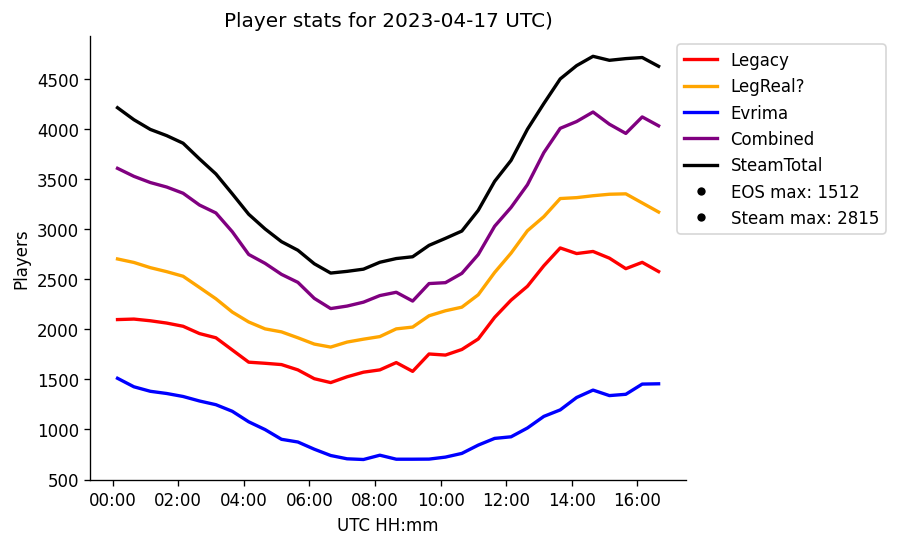 Player stats for 2023-04-17 UTC)
Players
4500
4000
3500
3000
2500
2000
1500
1000
500
00:00 02:00 04:00 06:00 08:00 10:00 12:00 14:00 16:00
UTC HH:mm
Legacy
LegReal?
Evrima
Combined
SteamTotal
EOS max: 1512
Steam max: 2815